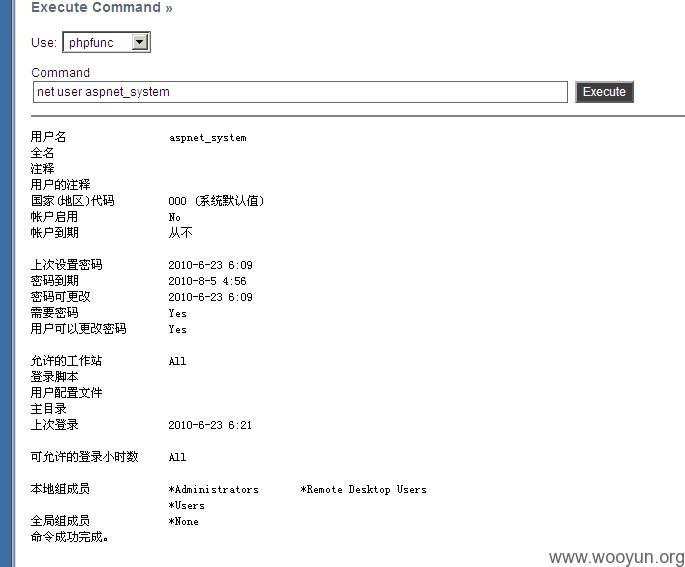 Execute Command »
Use: phpfunc
Command
net user aspnet_system Execute
用户名 aspnet_system
全名
注释
用户的注释
国家(地区)代码 000 (系统默认值)
帐户启用 No
帐户到期 从不
上次设置密码 2010-6-23 6:09
密码到期 2010-8-5 4:56
密码可更改 2010-6-23 6:09
需要密码 Yes
用户可以更改密码 Yes
允许的工作站 All
登录脚本
用户配置文件
主目录
上次登录 2010-6-23 6:21
可允许的登录小时数 All
本地组成员 *Administrators *Remote Desktop Users
*Users
全局组成员 *None
命令成功完成。
www.wooyun.org